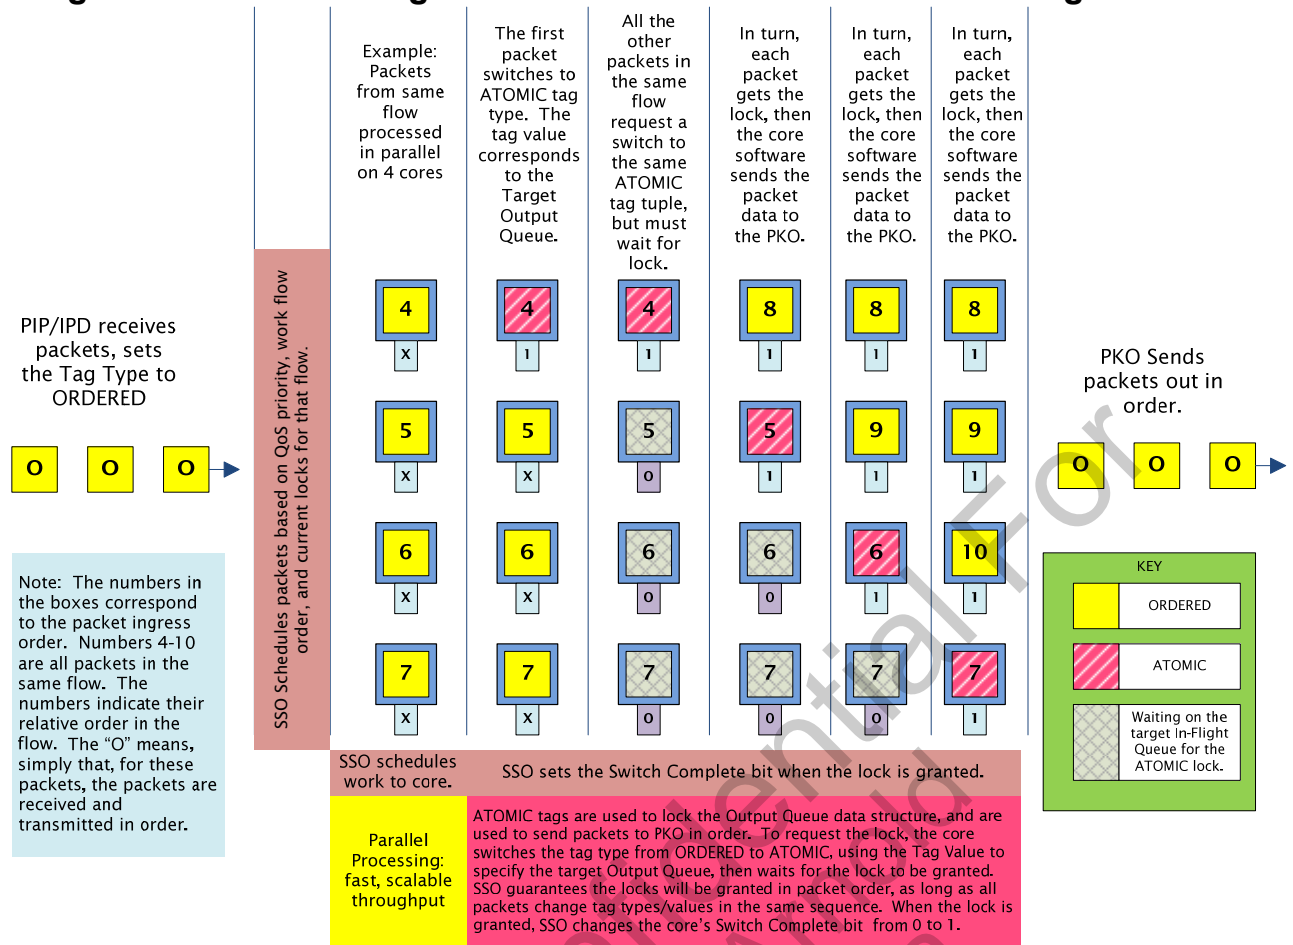 Example:
Packets
from same
flow
processed
in parallel
on 4 cores
The first
packet
switches to
ATOMIC tag
type. The
tag value
corresponds
to the
Target
Output
Queue.
All the
other
packets in
the same
flow
request a
switch to
the same
ATOMIC
tag tuple,
but must
wait for
lock.
In turn,
each
packet
gets the
lock, then
the core
software
sends the
packet
data to
the PKO.
In turn,
each
packet
gets the
lock, then
the core
software
sends the
packet
data to
the PKO.
In turn,
each
packet
gets the
lock, then
the core
software
sends the
packet
data to
the PKO.
PIP/IPD receives
packets, sets
the Tag Type to
ORDERED
O O O
Note: The numbers in
the boxes correspond
to the packet ingress
order. Numbers 4-10
are all packets in the
same flow. The
numbers indicate their
relative order in the
flow. The "O" means,
simply that, for these
packets, the packets are
received and
transmitted in order.
SSO Schedules packets based on QoS priority, work flow
order, and current locks for that flow.
4 4 4 8 8 8
X 1 1 1 1 1
5 5 5 5 9 9
X X 0 1 1 1
6 6 6 6 6 10
X X 0 0 1 1
7 7 7 7 7 7
X X 0 0 0 1
PKO Sends
packets out in
order.
O O O
KEY
ORDERED
ATOMIC
Waiting on the
target In-Flight
Queue for the
ATOMIC lock.
SSO schedules
work to core.
SSO sets the Switch Complete bit when the lock is granted.
Parallel
Processing:
fast, scalable
throughput
ATOMIC tags are used to lock the Output Queue data structure, and are
used to send packets to PKO in order. To request the lock, the core
switches the tag type from ORDERED to ATOMIC, using the Tag Value to
specify the target Output Queue, then waits for the lock to be granted.
SSO guarantees the locks will be granted in packet order, as long as all
packets change tag types/values in the same sequence. When the lock is
granted, SSO changes the core's Switch Complete bit from 0 to 1.
For
Arnold